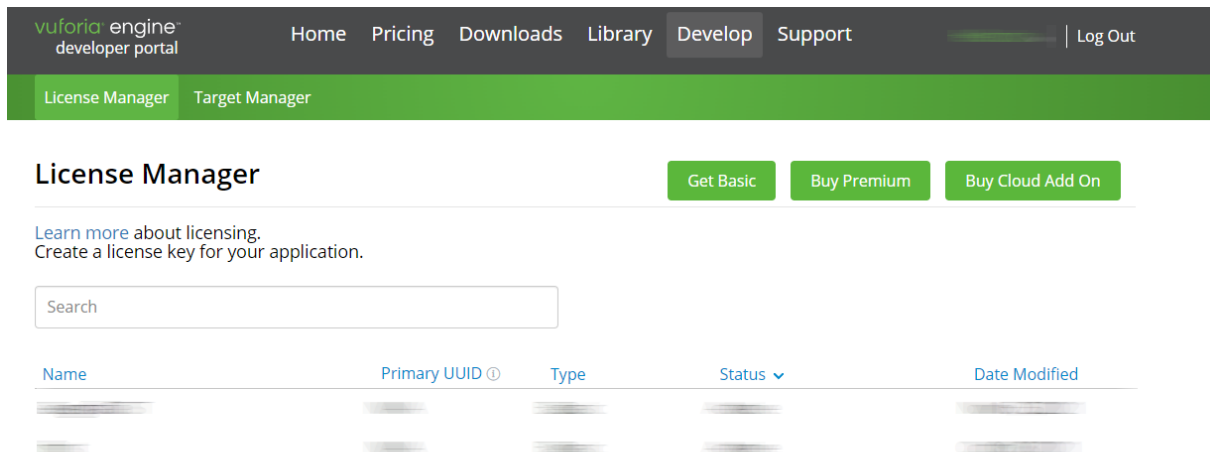 vuforia engine™
developer portal
Home Pricing Downloads Library Develop Support
Log Out
License Manager Target Manager
License Manager
Get Basic Buy Premium Buy Cloud Add On
Learn more about licensing.
Create a license key for your application.
Search
Name Primary UUID ⓘ Type Status Date Modified